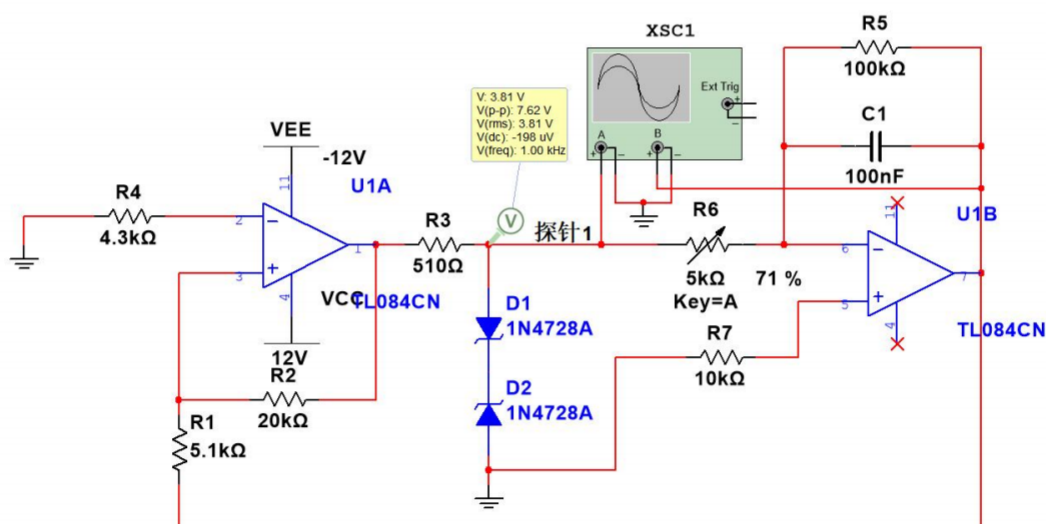 XSC1
Ext Trig
+
−
A
B
+
−
+
−
V: 3.81 V
V(p-p): 7.62 V
V(rms): 3.81 V
V(dc): -198 uV
V(freq): 1.00 kHz
V
探针1
VEE
-12V
11
U1A
R4
4.3kΩ
2
−
3
+
1
4
VCC
TL084CN
12V
R3
510Ω
R2
20kΩ
R1
5.1kΩ
D1
1N4728A
D2
1N4728A
R6
5kΩ
71 %
Key=A
R7
10kΩ
R5
100kΩ
C1
100nF
11
U1B
6
−
5
+
7
4
TL084CN